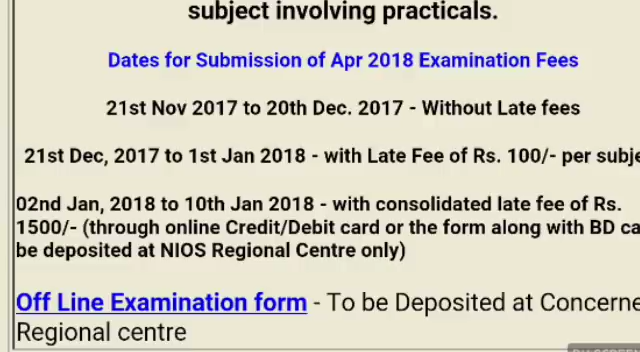 subject involving practicals.
Dates for Submission of Apr 2018 Examination Fees
21st Nov 2017 to 20th Dec. 2017 - Without Late fees
21st Dec, 2017 to 1st Jan 2018 - with Late Fee of Rs. 100/- per subje
02nd Jan, 2018 to 10th Jan 2018 - with consolidated late fee of Rs.
1500/- (through online Credit/Debit card or the form along with BD ca
be deposited at NIOS Regional Centre only)
Off Line Examination form - To be Deposited at Concerne
Regional centre